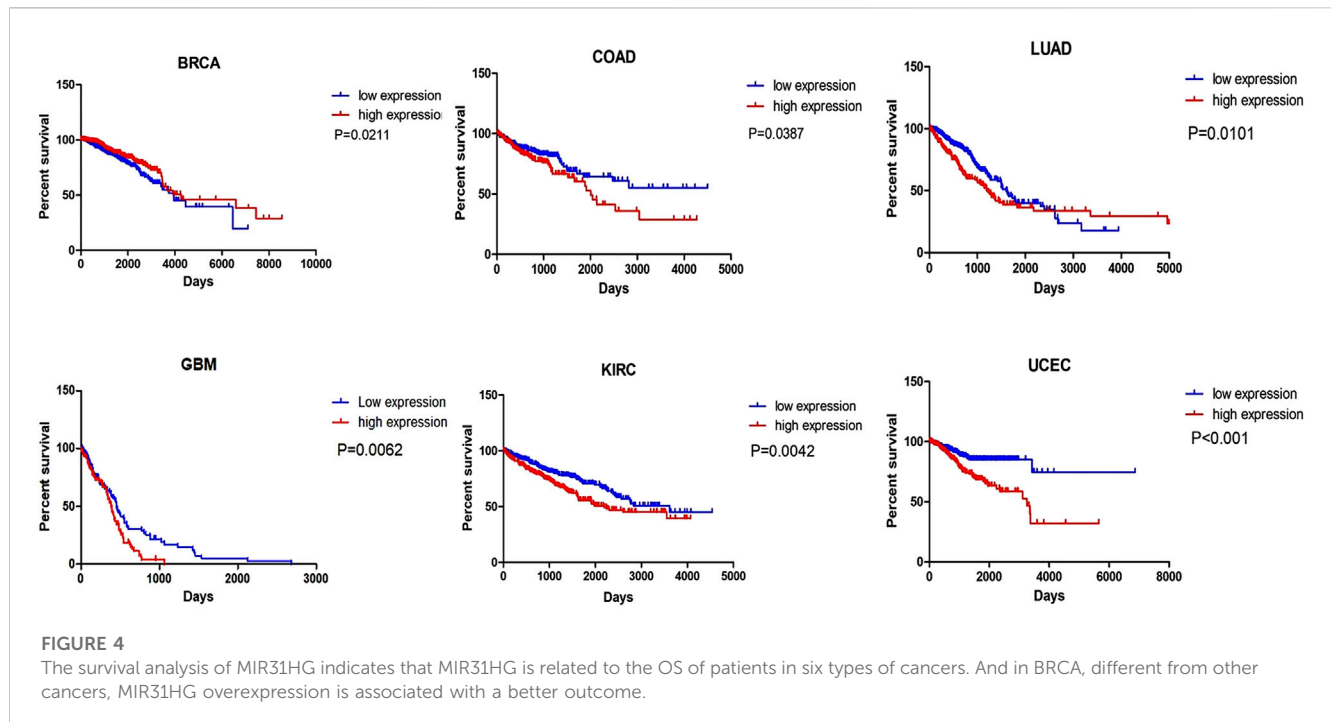 BRCA
150
100
50
0
Percent survival
0 2000 4000 6000 8000 10000
Days
low expression
high expression
P=0.0211
COAD
150
100
50
0
Percent survival
0 1000 2000 3000 4000 5000
Days
low expression
high expression
P=0.0387
LUAD
150
100
50
0
Percent survival
0 1000 2000 3000 4000 5000
Days
low expression
high expression
P=0.0101
GBM
150
100
50
0
Percent survival
0 1000 2000 3000
Days
Low expression
high expression
P=0.0062
KIRC
150
100
50
0
Percent survival
0 1000 2000 3000 4000 5000
Days
low expression
high expression
P=0.0042
UCEC
150
100
50
0
Percent survival
0 2000 4000 6000 8000
Days
low expression
high expression
P<0.001
FIGURE 4
The survival analysis of MIR31HG indicates that MIR31HG is related to the OS of patients in six types of cancers. And in BRCA, different from other
cancers, MIR31HG overexpression is associated with a better outcome.